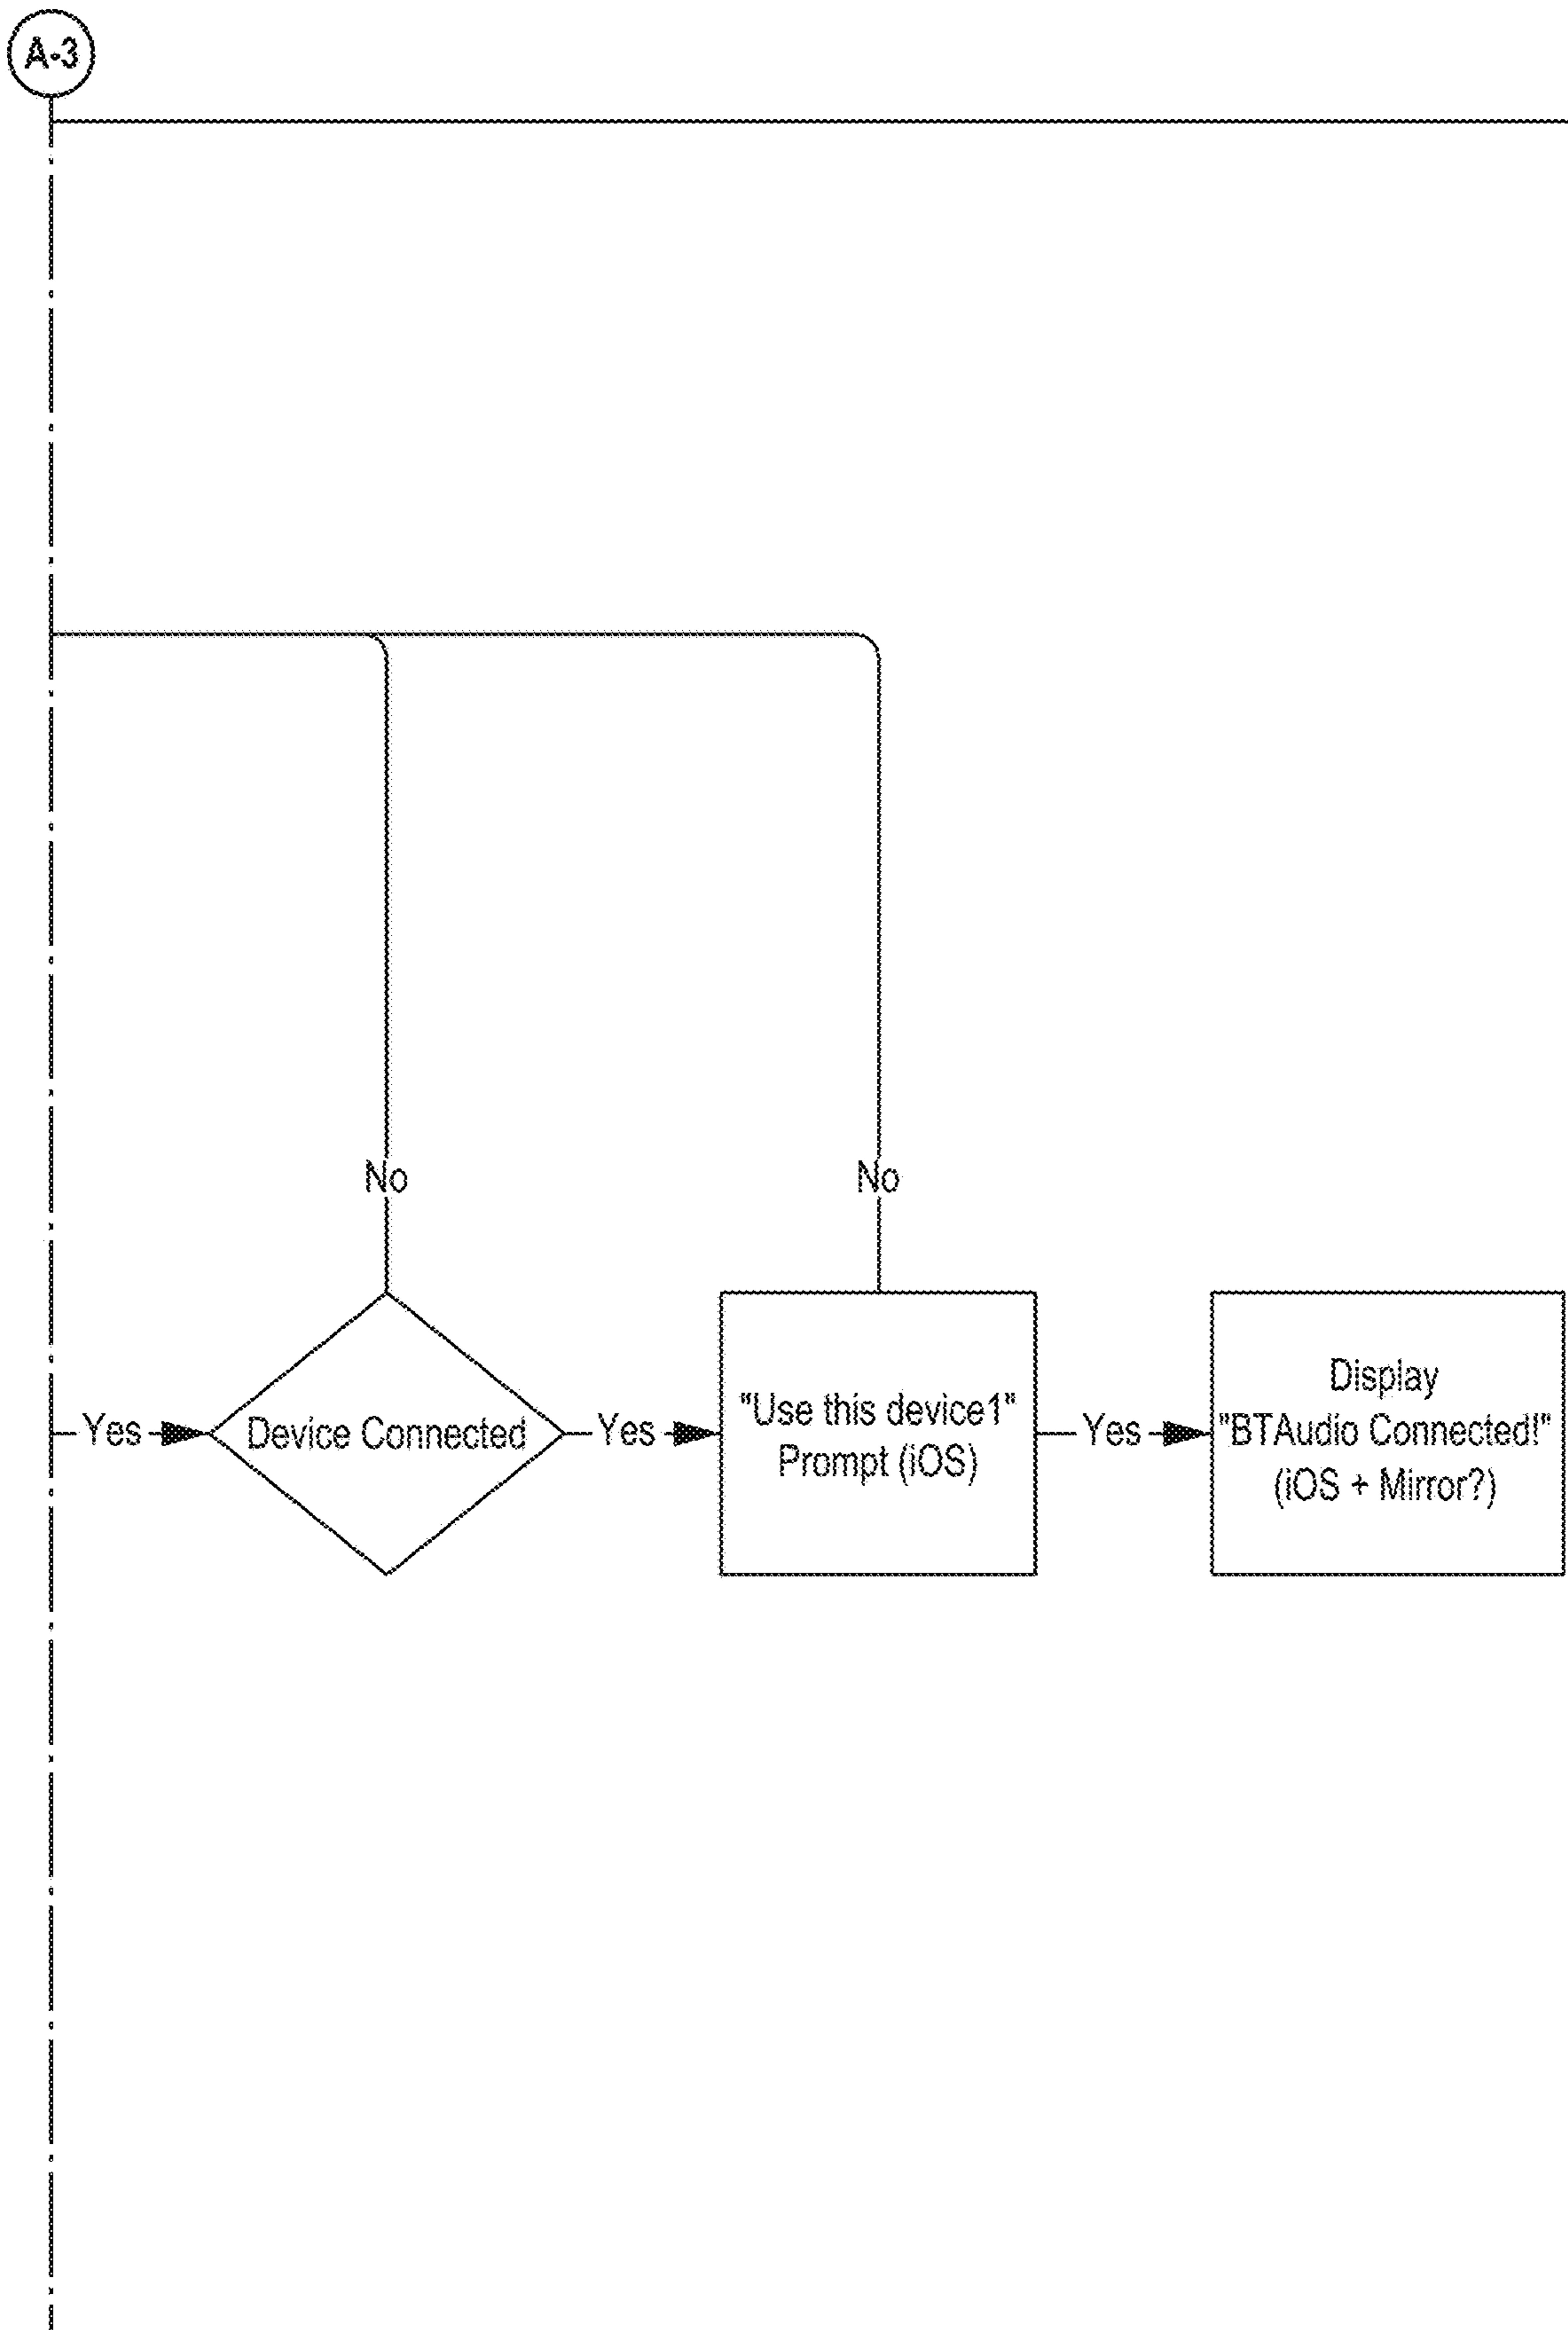 A-3
No
No
Yes
Device Connected
Yes
"Use this device1"
Prompt (iOS)
Yes
Display
"BTAudio Connected!"
(iOS + Mirror?)